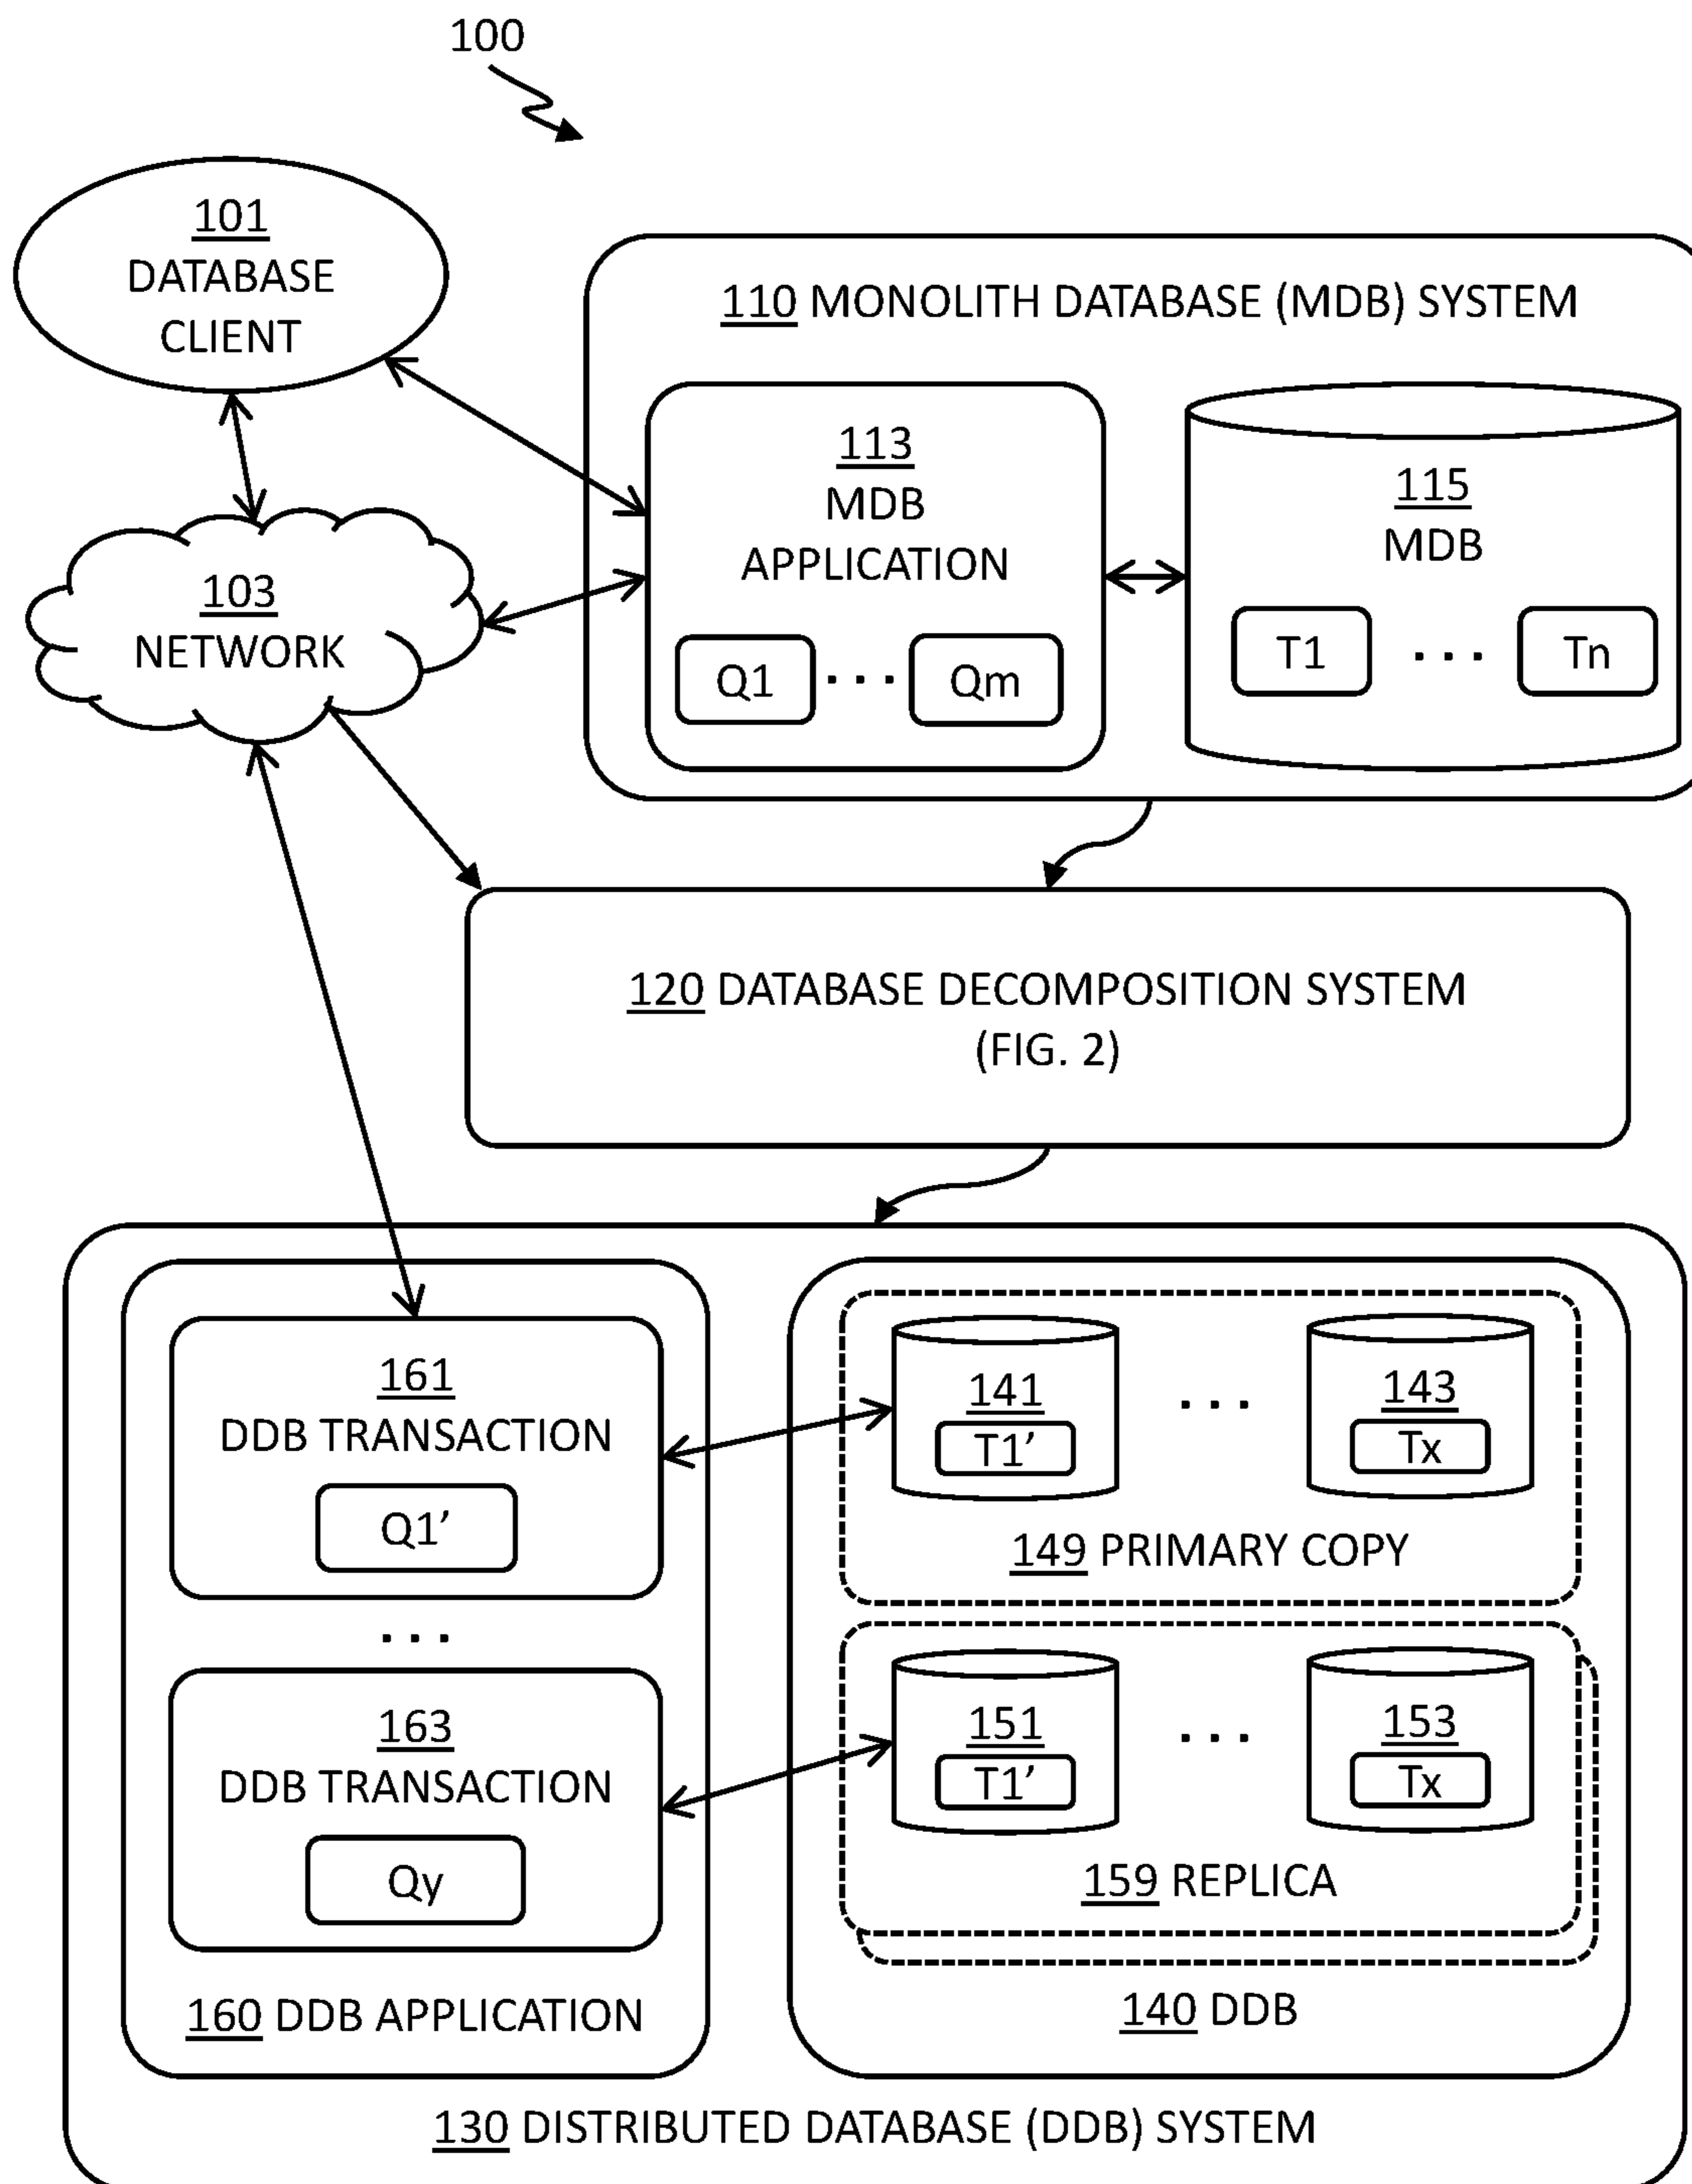 100
101
DATABASE
CLIENT
110 MONOLITH DATABASE (MDB) SYSTEM
113
MDB
APPLICATION
Q1 . . . Qm
115
MDB
T1 . . . Tn
103
NETWORK
120 DATABASE DECOMPOSITION SYSTEM
(FIG. 2)
161
DDB TRANSACTION
Q1’
. . .
163
DDB TRANSACTION
Qy
160 DDB APPLICATION
141 . . . 143
T1’ Tx
149 PRIMARY COPY
151 . . . 153
T1’ Tx
159 REPLICA
140 DDB
130 DISTRIBUTED DATABASE (DDB) SYSTEM